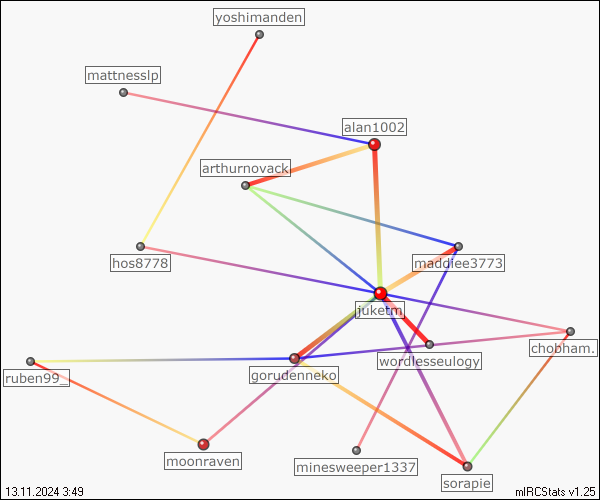 yoshimanden
mattnesslp
alan1002
arthurnovack
hos8778
maddiee3773
juketm
chobham.
wordlesseulogy
gorudenneko
ruben99_
moonraven
minesweeper1337
sorapie
13.11.2024 3:49
mIRCStats v1.25